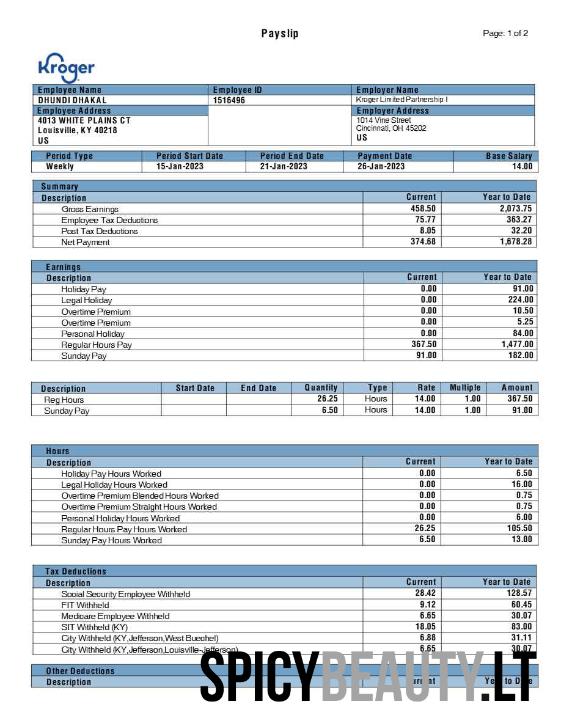 Payslip Page: 1 of 2
Kroger
Employee Name Employee ID Employer Name
DHUNDI DHAKAL 1516496 Kroger Limited Partnership I
Employee Address Employer Address
4013 WHITE PLAINS CT 1014 Vine Street
Louisville, KY 40218 Cincinnati, OH 45202
US US
Period Type Period Start Date Period End Date Payment Date Base Salary
Weekly 15-Jan-2023 21-Jan-2023 26-Jan-2023 14.00
Summary
Description Current Year to Date
Gross Earnings 458.50 2,073.75
Employee Tax Deductions 75.77 363.27
Post Tax Deductions 8.05 32.20
Net Payment 374.68 1,678.28
Earnings
Description Current Year to Date
Holiday Pay 0.00 91.00
Legal Holiday 0.00 224.00
Overtime Premium 0.00 10.50
Overtime Premium 0.00 5.25
Personal Holiday 0.00 84.00
Regular Hours Pay 367.50 1,477.00
Sunday Pay 91.00 182.00
Description Start Date End Date Quantity Type Rate Multiple Amount
Reg Hours 26.25 Hours 14.00 1.00 367.50
Sunday Pay 6.50 Hours 14.00 1.00 91.00
Hours
Description Current Year to Date
Holiday Pay Hours Worked 0.00 6.50
Legal Holiday Hours Worked 0.00 16.00
Overtime Premium Blended Hours Worked 0.00 0.75
Overtime Premium Straight Hours Worked 0.00 0.75
Personal Holiday Hours Worked 0.00 6.00
Regular Hours Pay Hours Worked 26.25 105.50
Sunday Pay Hours Worked 6.50 13.00
Tax Deductions
Description Current Year to Date
Social Security Employee Withheld 28.42 128.57
FIT Withheld 9.12 60.45
Medicare Employee Withheld 6.65 30.07
SIT Withheld (KY) 18.05 83.00
City Withheld (KY,Jefferson,West Buechel) 6.88 31.11
City Withheld (KY,Jefferson,Louisville-Jefferson) 6.65 30.07
Other Deductions
Description Current Year to Date
SPICYBEAUTY.LT